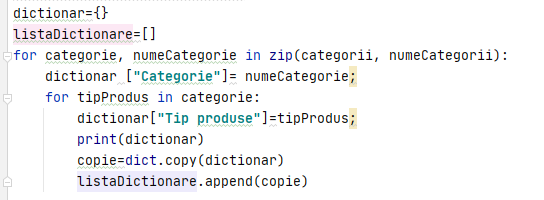 dictionar={}
listaDictionare=[]
for categorie, numeCategorie in zip(categorii, numeCategorii):
    dictionar ["Categorie"]= numeCategorie;
    for tipProdus in categorie:
        dictionar["Tip produse"]=tipProdus;
        print(dictionar)
        copie=dict.copy(dictionar)
        listaDictionare.append(copie)